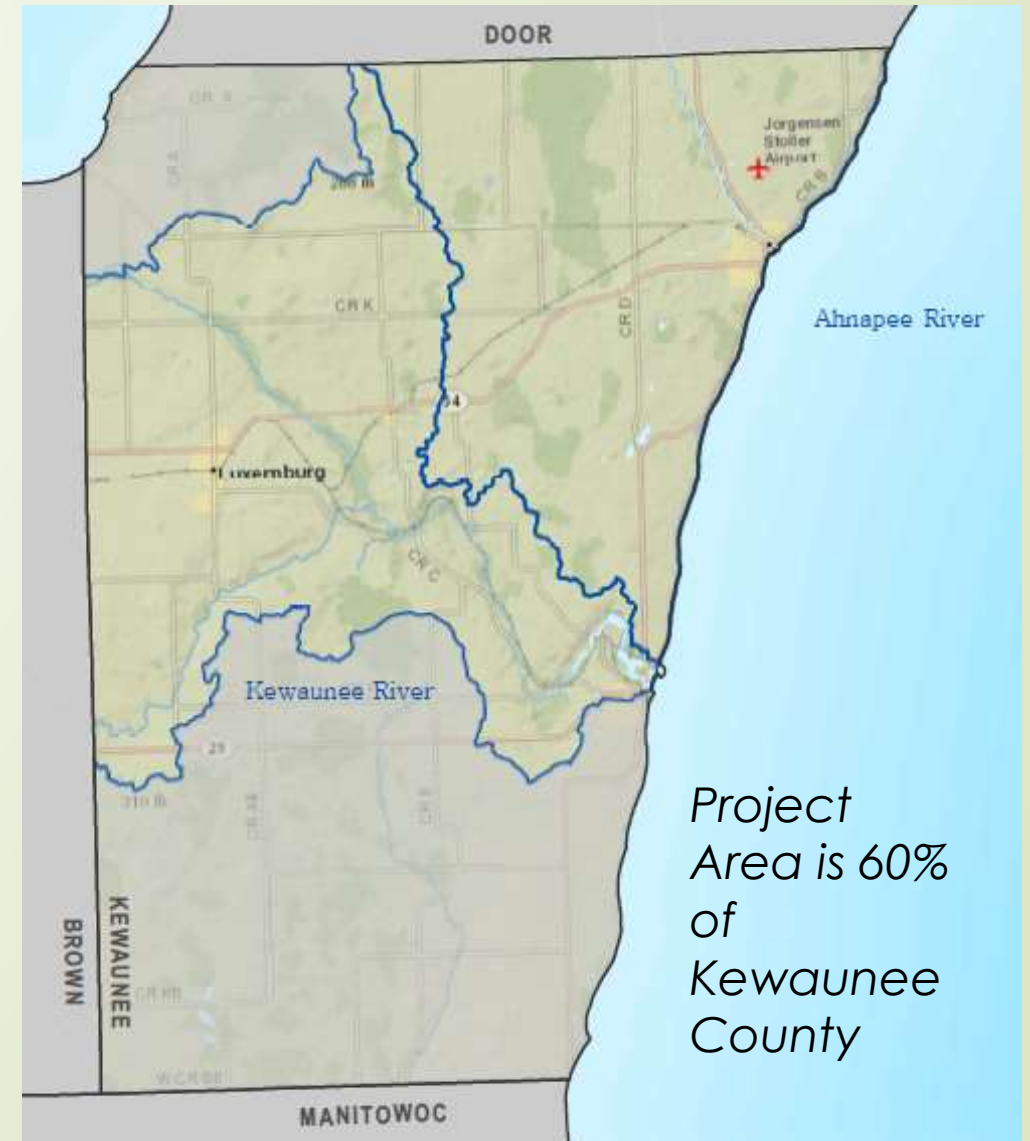 DOOR
Jorgensen
Stoller
Airport
CR B
CR K
CR D
Ahnapee River
Luxemburg
CR C
Kewaunee River
29
Project
Area is 60%
of
Kewaunee
County
BROWN
KEWAUNEE
MANITOWOC